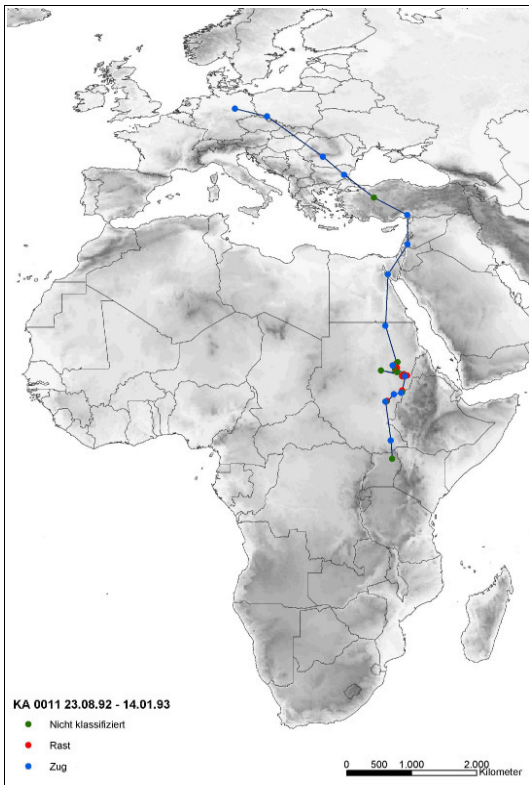 KA 0011 23.08.92 - 14.01.93
Nicht klassifiziert
Rast
Zug
0 500 1.000 2.000
Kilometer